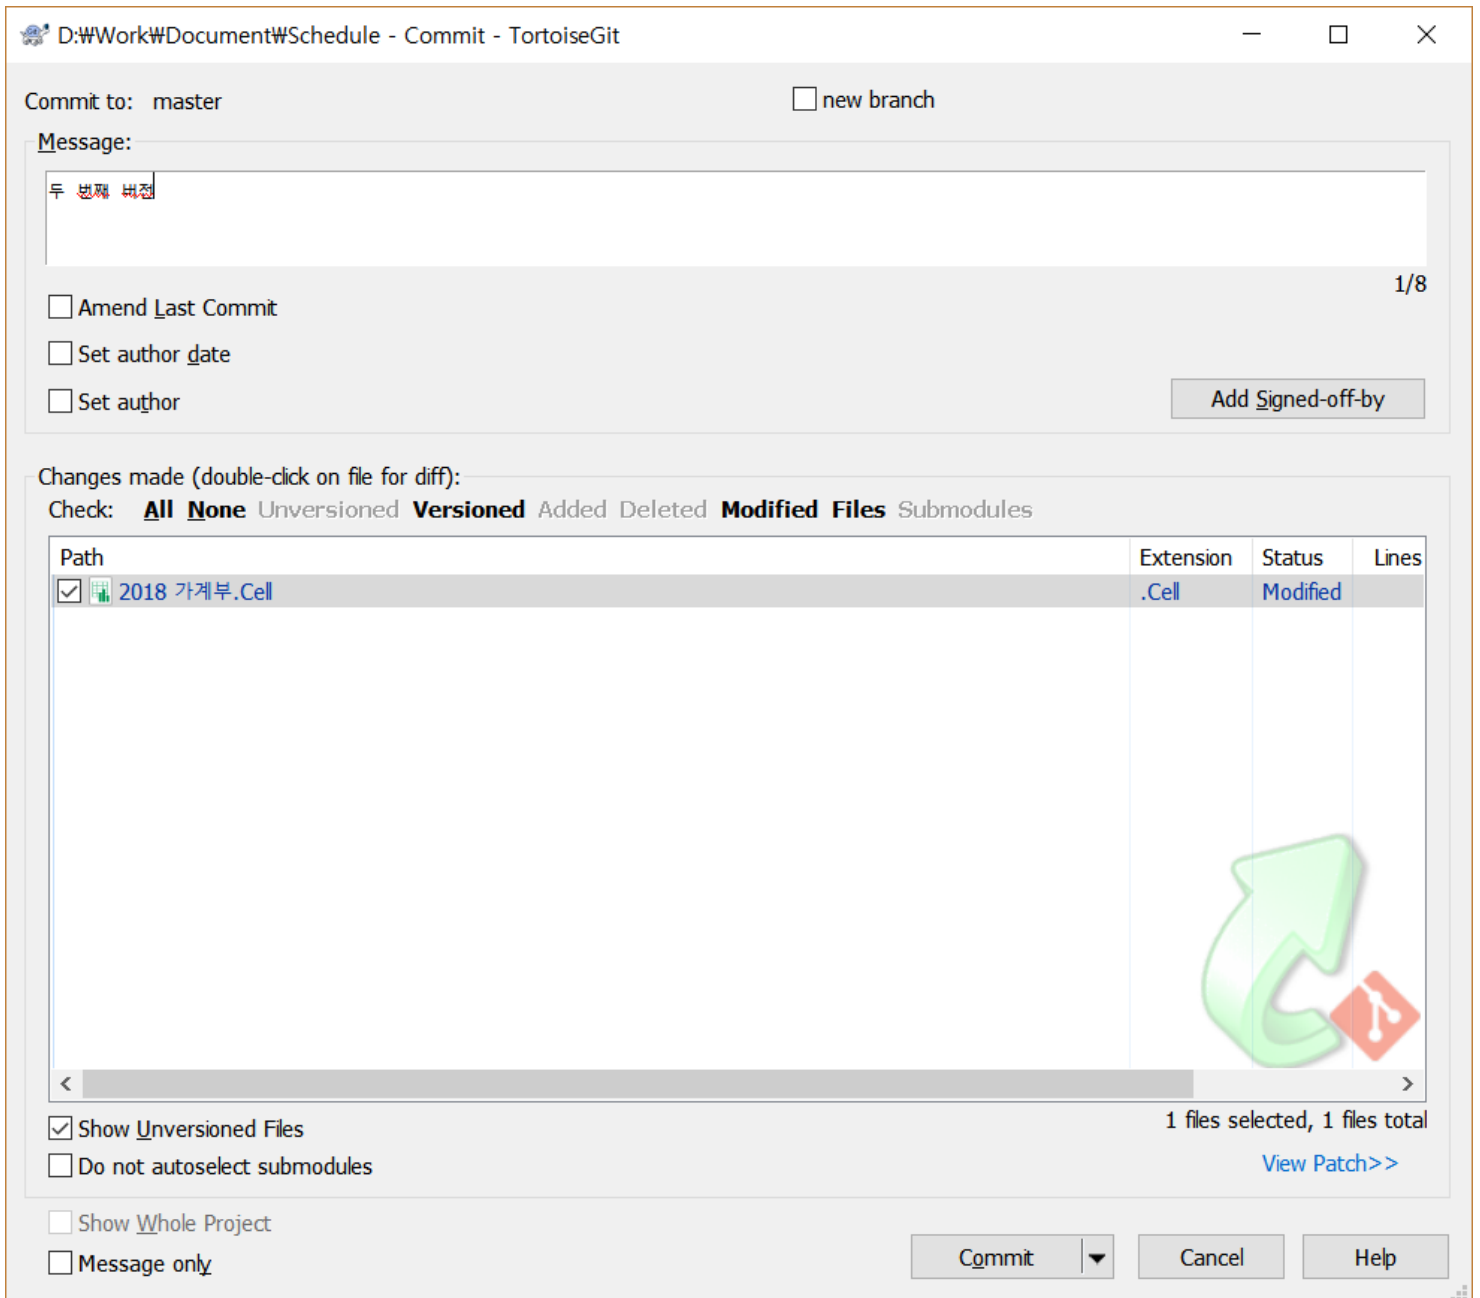 D:₩Work₩Document₩Schedule - Commit - TortoiseGit
Commit to: master
new branch
Message:
두 번째 버전
1/8
Amend Last Commit
Set author date
Set author
Add Signed-off-by
Changes made (double-click on file for diff):
Check: All None Unversioned Versioned Added Deleted Modified Files Submodules
Path Extension Status Lines
2018 가계부.Cell .Cell Modified
Show Unversioned Files
1 files selected, 1 files total
Do not autoselect submodules
View Patch>>
Show Whole Project
Message only
Commit Cancel Help